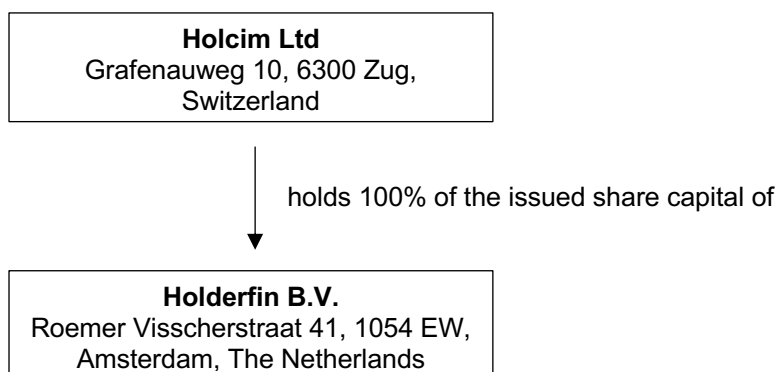 Holcim Ltd
Grafenauweg 10, 6300 Zug,
Switzerland
holds 100% of the issued share capital of
Holderfin B.V.
Roemer Visscherstraat 41, 1054 EW,
Amsterdam, The Netherlands